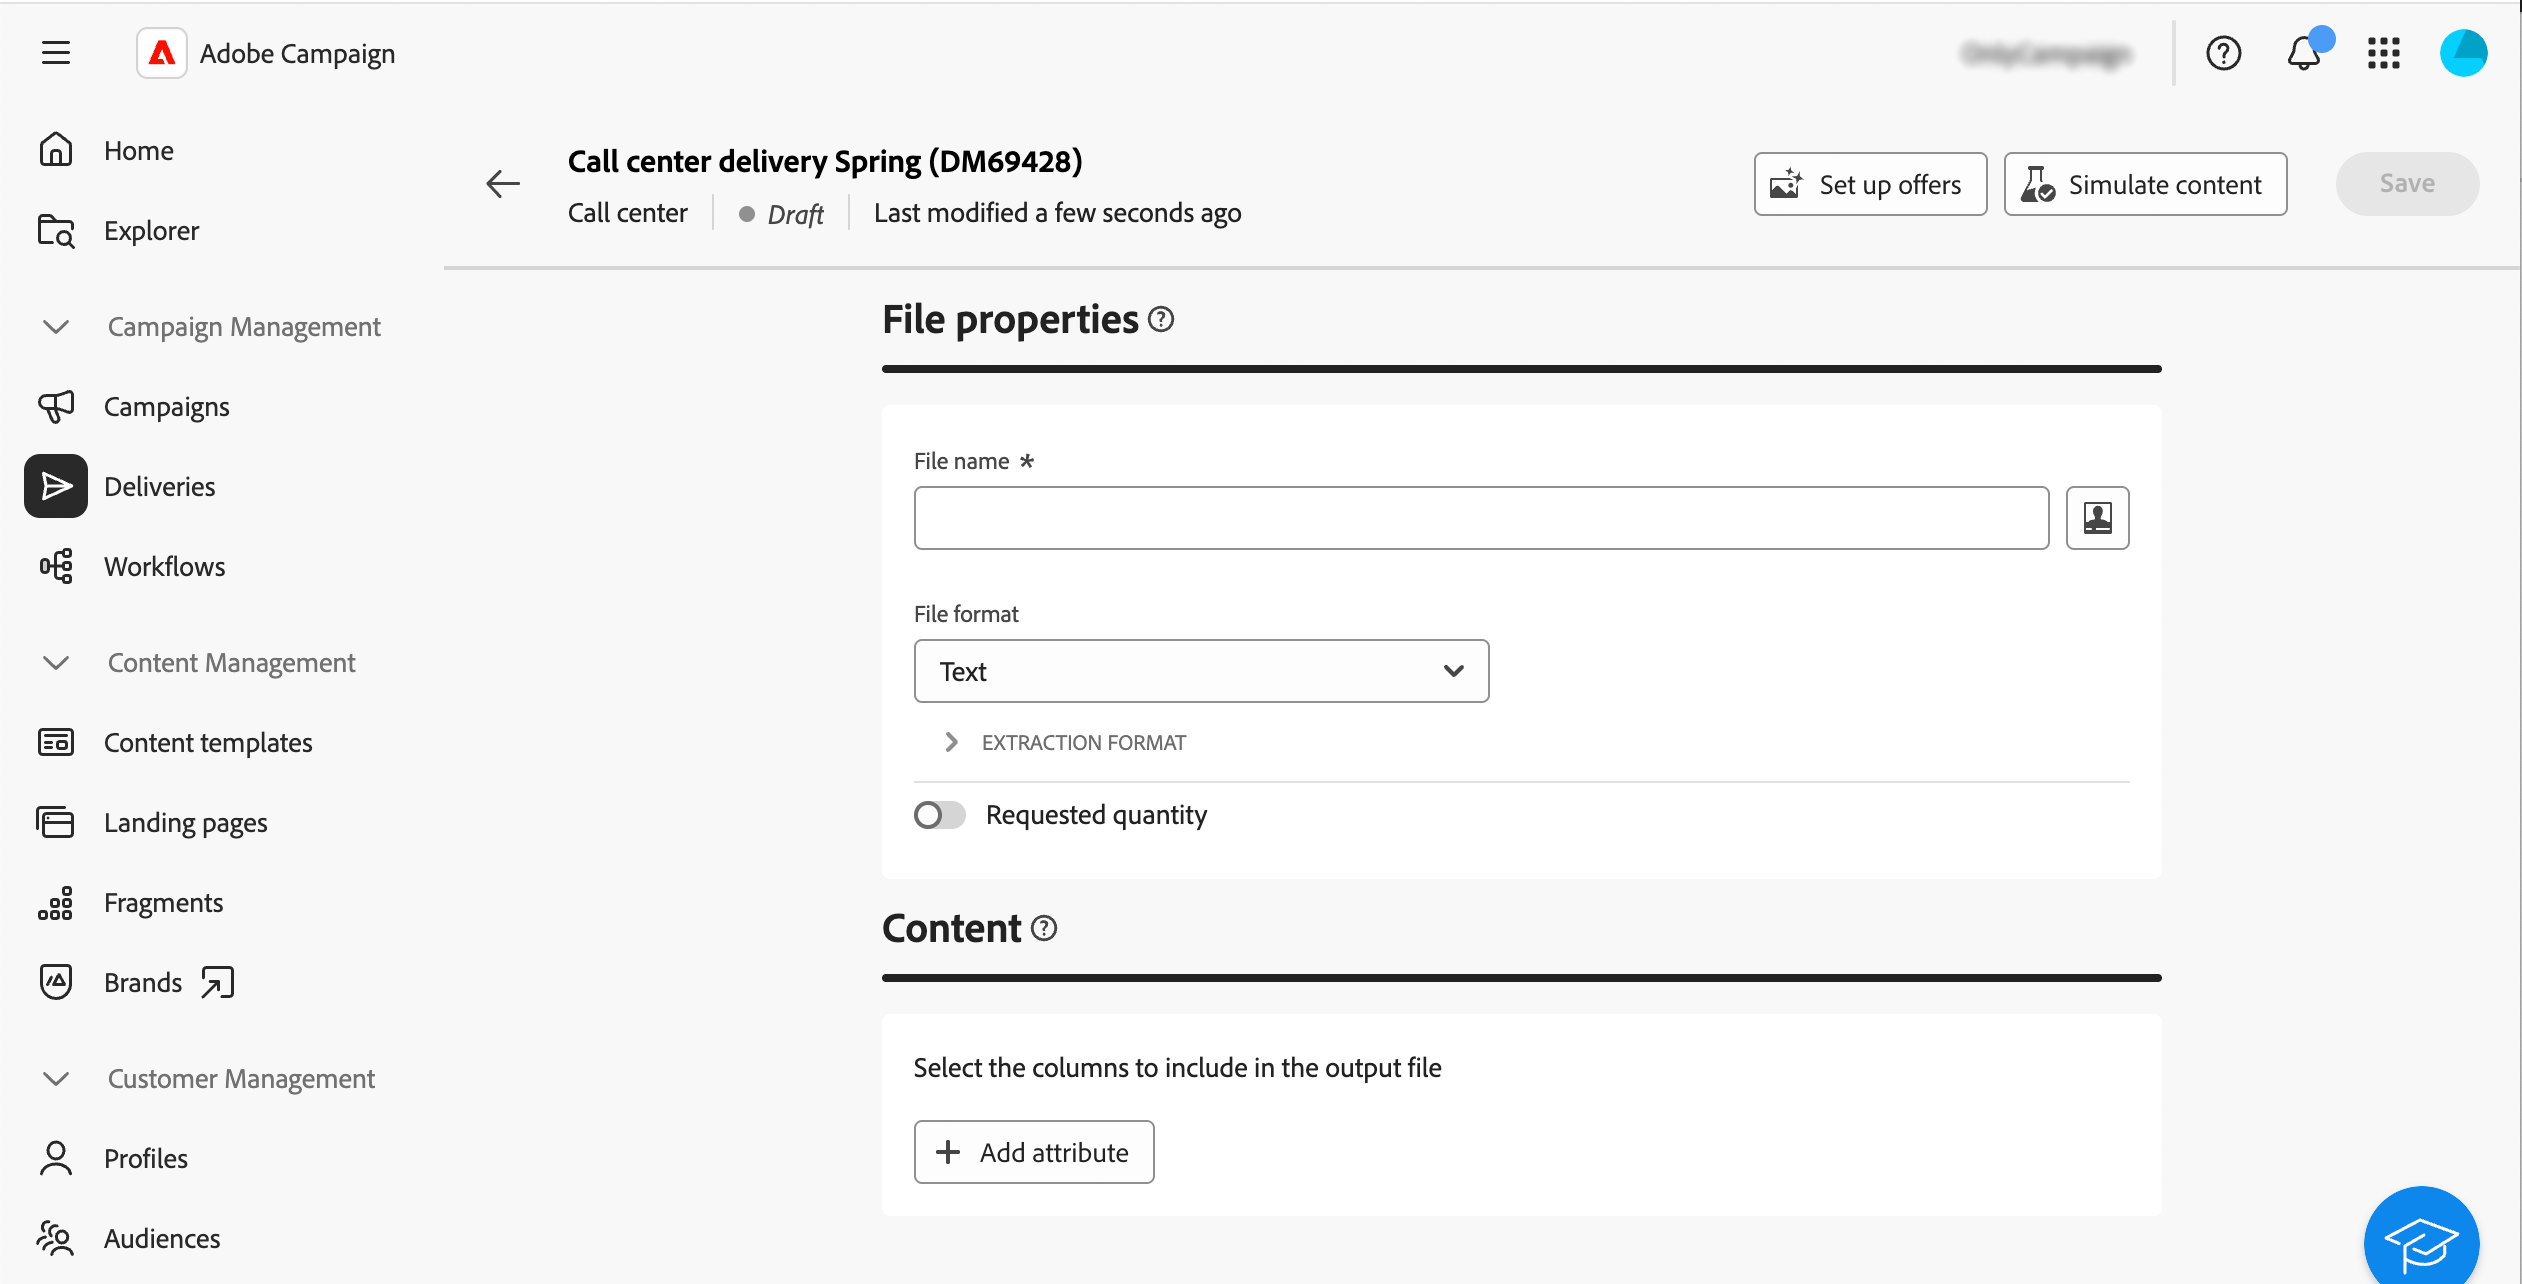 Adobe Campaign
Home
Explorer
Campaign Management
Campaigns
Deliveries
Workflows
Content Management
Content templates
Landing pages
Fragments
Brands
Customer Management
Profiles
Audiences
Call center delivery Spring (DM69428)
Call center
Draft
Last modified a few seconds ago
Set up offers
Simulate content
Save
File properties
File name *
File format
Text
EXTRACTION FORMAT
Requested quantity
Content
Select the columns to include in the output file
Add attribute